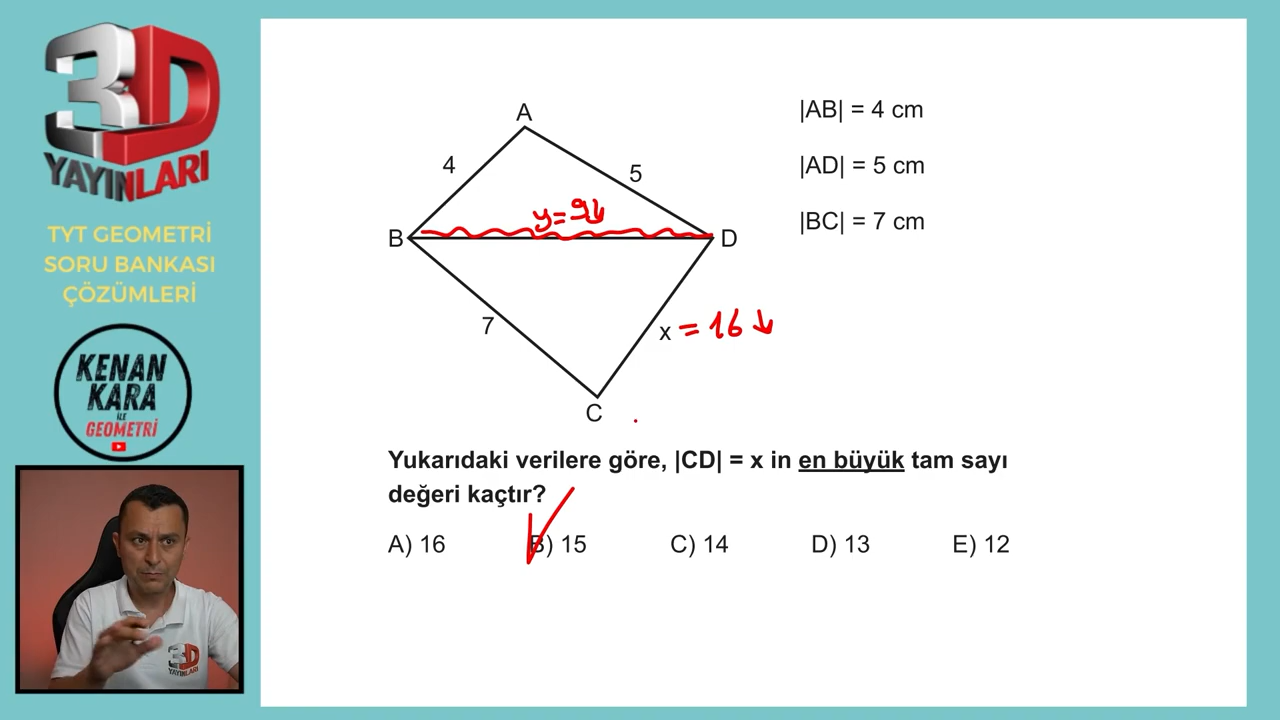 3D
YAYINLARI
TYT GEOMETRİ
SORU BANKASI
ÇÖZÜMLERİ
KENAN
KARA
İLE
GEOMETRİ
3D
YAYINLARI
A
4
5
y=9↓
B
D
7
x = 16 ↓
C
|AB| = 4 cm
|AD| = 5 cm
|BC| = 7 cm
Yukarıdaki verilere göre, |CD| = x in en büyük tam sayı
değeri kaçtır?
A) 16 B) 15 C) 14 D) 13 E) 12